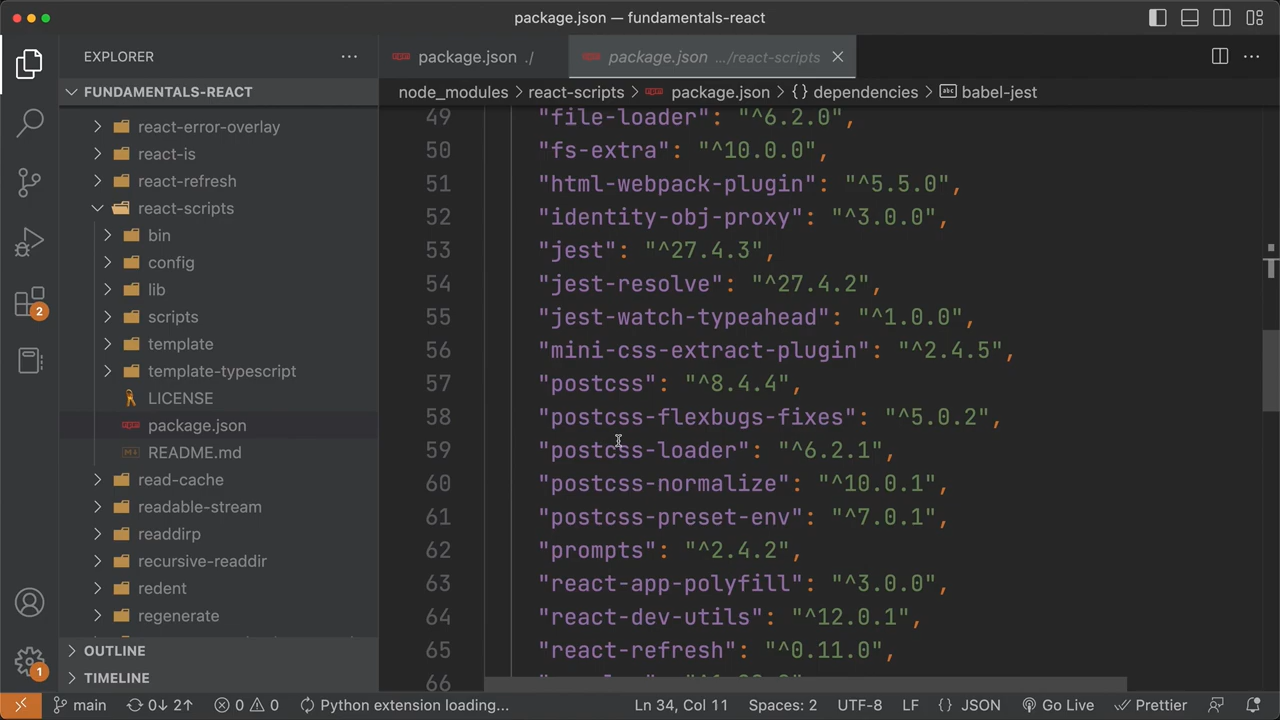 package.json — fundamentals-react
EXPLORER
FUNDAMENTALS-REACT
react-error-overlay
react-is
react-refresh
react-scripts
bin
config
lib
scripts
template
template-typescript
LICENSE
package.json
README.md
read-cache
readable-stream
readdirp
recursive-readdir
redent
regenerate
OUTLINE
TIMELINE
2
1
package.json ./
package.json .../react-scripts
node_modules > react-scripts > package.json > {} dependencies > abc babel-jest
49 "file-loader": "^6.2.0",
50 "fs-extra": "^10.0.0",
51 "html-webpack-plugin": "^5.5.0",
52 "identity-obj-proxy": "^3.0.0",
53 "jest": "^27.4.3",
54 "jest-resolve": "^27.4.2",
55 "jest-watch-typeahead": "^1.0.0",
56 "mini-css-extract-plugin": "^2.4.5",
57 "postcss": "^8.4.4",
58 "postcss-flexbugs-fixes": "^5.0.2",
59 "postcss-loader": "^6.2.1",
60 "postcss-normalize": "^10.0.1",
61 "postcss-preset-env": "^7.0.1",
62 "prompts": "^2.4.2",
63 "react-app-polyfill": "^3.0.0",
64 "react-dev-utils": "^12.0.1",
65 "react-refresh": "^0.11.0",
66
main 0↓ 2↑ 0 0 Python extension loading... Ln 34, Col 11 Spaces: 2 UTF-8 LF {} JSON Go Live Prettier